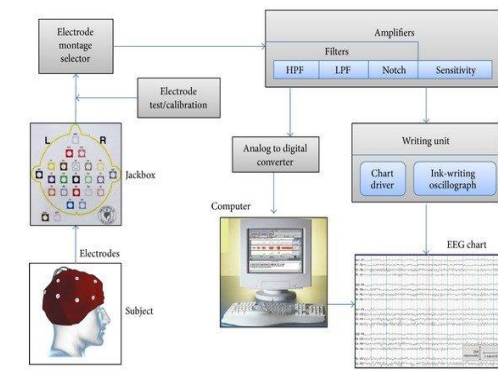 Electrode
montage
selector
Amplifiers
Filters
HPF
LPF
Notch
Sensitivity
Electrode
test/calibration
L
R
Jackbox
Analog to digital
converter
Writing unit
Chart
driver
Ink-writing
oscillograph
Computer
EEG chart
Electrodes
Subject